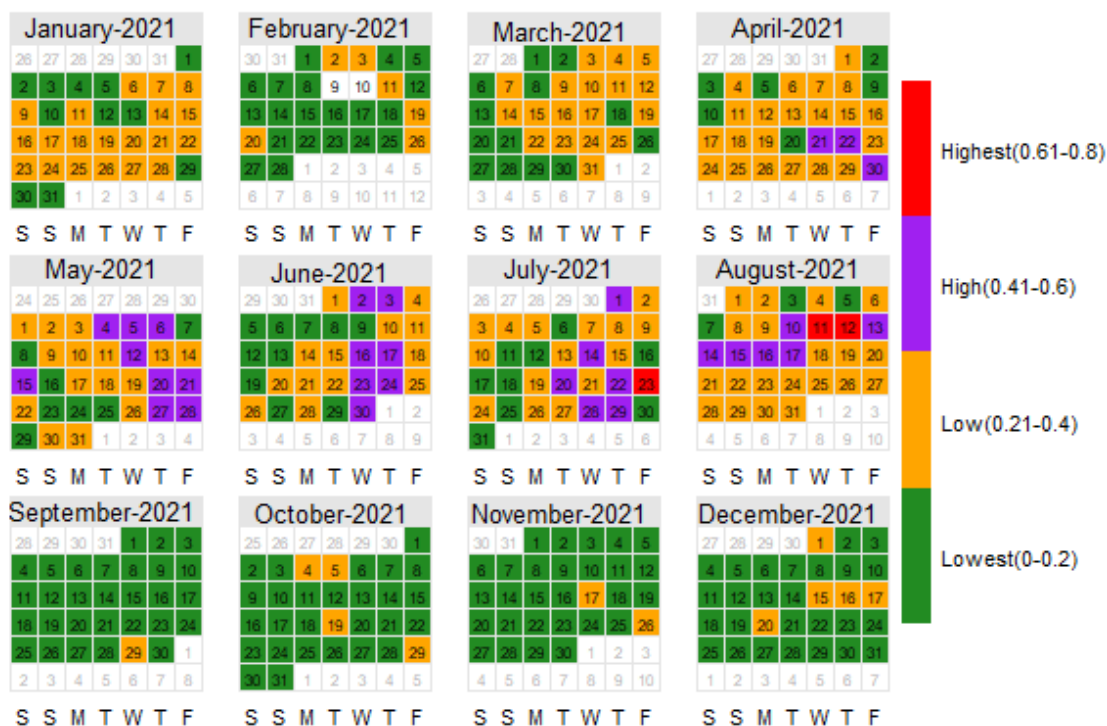 January-2021
26 27 28 29 30 31 1
2 3 4 5 6 7 8
9 10 11 12 13 14 15
16 17 18 19 20 21 22
23 24 25 26 27 28 29
30 31 1 2 3 4 5
S S M T W T F
February-2021
30 31 1 2 3 4 5
6 7 8 9 10 11 12
13 14 15 16 17 18 19
20 21 22 23 24 25 26
27 28 1 2 3 4 5
6 7 8 9 10 11 12
S S M T W T F
March-2021
27 28 1 2 3 4 5
6 7 8 9 10 11 12
13 14 15 16 17 18 19
20 21 22 23 24 25 26
27 28 29 30 31 1 2
3 4 5 6 7 8 9
S S M T W T F
April-2021
27 28 29 30 31 1 2
3 4 5 6 7 8 9
10 11 12 13 14 15 16
17 18 19 20 21 22 23
24 25 26 27 28 29 30
1 2 3 4 5 6 7
S S M T W T F
May-2021
24 25 26 27 28 29 30
1 2 3 4 5 6 7
8 9 10 11 12 13 14
15 16 17 18 19 20 21
22 23 24 25 26 27 28
29 30 31 1 2 3 4
S S M T W T F
June-2021
29 30 31 1 2 3 4
5 6 7 8 9 10 11
12 13 14 15 16 17 18
19 20 21 22 23 24 25
26 27 28 29 30 1 2
3 4 5 6 7 8 9
S S M T W T F
July-2021
26 27 28 29 30 1 2
3 4 5 6 7 8 9
10 11 12 13 14 15 16
17 18 19 20 21 22 23
24 25 26 27 28 29 30
31 1 2 3 4 5 6
S S M T W T F
August-2021
31 1 2 3 4 5 6
7 8 9 10 11 12 13
14 15 16 17 18 19 20
21 22 23 24 25 26 27
28 29 30 31 1 2 3
4 5 6 7 8 9 10
S S M T W T F
September-2021
28 29 30 31 1 2 3
4 5 6 7 8 9 10
11 12 13 14 15 16 17
18 19 20 21 22 23 24
25 26 27 28 29 30 1
2 3 4 5 6 7 8
S S M T W T F
October-2021
25 26 27 28 29 30 1
2 3 4 5 6 7 8
9 10 11 12 13 14 15
16 17 18 19 20 21 22
23 24 25 26 27 28 29
30 31 1 2 3 4 5
S S M T W T F
November-2021
30 31 1 2 3 4 5
6 7 8 9 10 11 12
13 14 15 16 17 18 19
20 21 22 23 24 25 26
27 28 29 30 1 2 3
4 5 6 7 8 9 10
S S M T W T F
December-2021
27 28 29 30 1 2 3
4 5 6 7 8 9 10
11 12 13 14 15 16 17
18 19 20 21 22 23 24
25 26 27 28 29 30 31
1 2 3 4 5 6 7
S S M T W T F
Highest(0.61-0.8)
High(0.41-0.6)
Low(0.21-0.4)
Lowest(0-0.2)